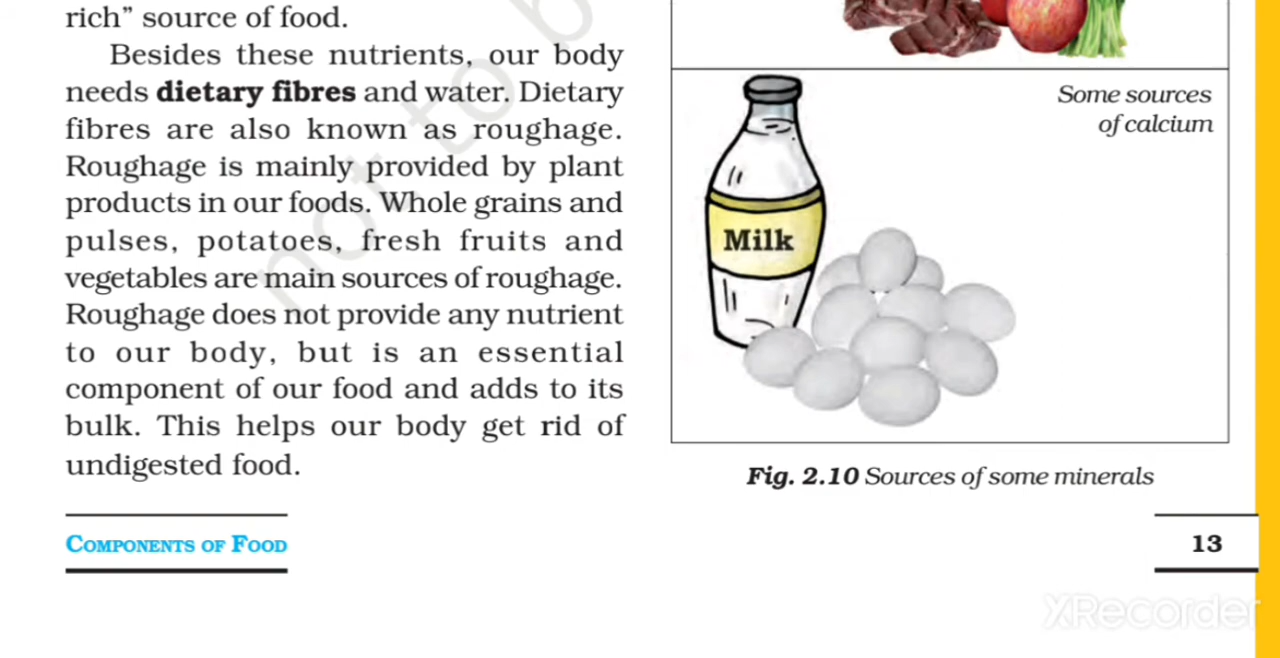 rich” source of food.
Besides these nutrients, our body
needs dietary fibres and water. Dietary
fibres are also known as roughage.
Roughage is mainly provided by plant
products in our foods. Whole grains and
pulses, potatoes, fresh fruits and
vegetables are main sources of roughage.
Roughage does not provide any nutrient
to our body, but is an essential
component of our food and adds to its
bulk. This helps our body get rid of
undigested food.
Some sources
of calcium
Milk
Fig. 2.10 Sources of some minerals
COMPONENTS OF FOOD
13
not to b
XRecorder